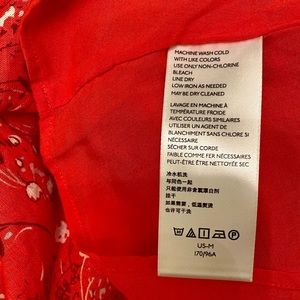 MACHINE WASH COLD
WITH LIKE COLORS
USE ONLY NON-CHLORINE
BLEACH
LINE DRY
LOW IRON AS NEEDED
MAY BE DRY CLEANED
LAVAGE EN MACHINE À
TEMPÉRATURE FROIDE
AVEC COULEURS SIMILAIRES
UTILISER UN AGENT DE
BLANCHIMENT SANS CHLORE SI
NÉCESSAIRE
SÉCHER SUR CORDE
FAIBLE COMME FER NÉCESSAIRE
PEUT-ÊTRE ÊTRE NETTOYÉE SEC
冷水机洗
与同色一起
只能使用非含氯漂白剂
挂干
如果需要，低温熨烫
也许可干洗
US-M
170/96A